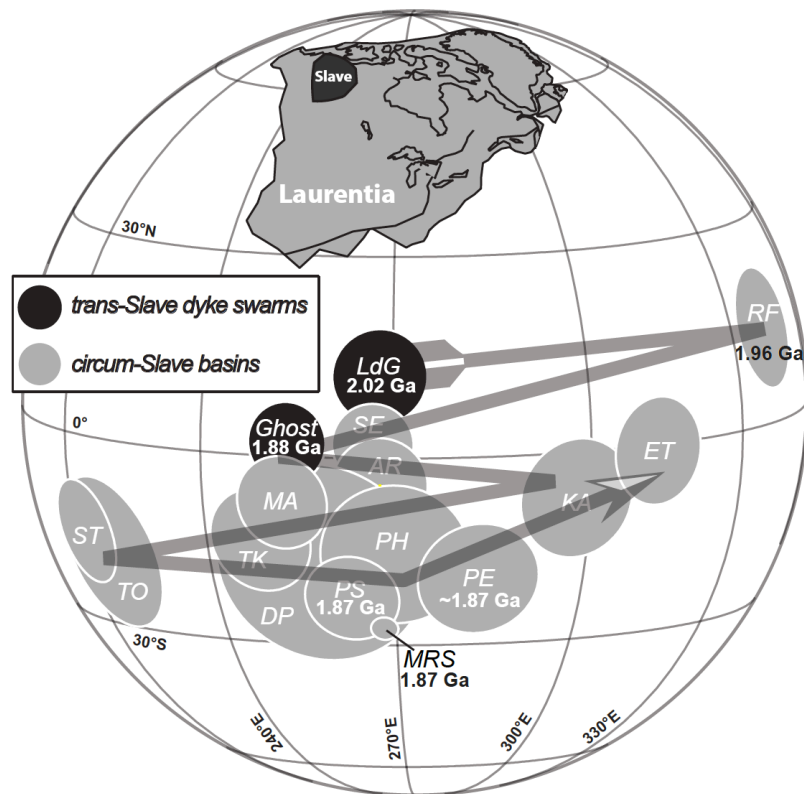 Slave
Laurentia
30°N
trans-Slave dyke swarms
circum-Slave basins
RF
1.96 Ga
LdG
2.02 Ga
0°
Ghost
1.88 Ga
SE
ET
AR
MA
KA
ST
TO
TK
PH
PE
~1.87 Ga
PS
1.87 Ga
DP
30°S
MRS
1.87 Ga
240°E
270°E
300°E
330°E